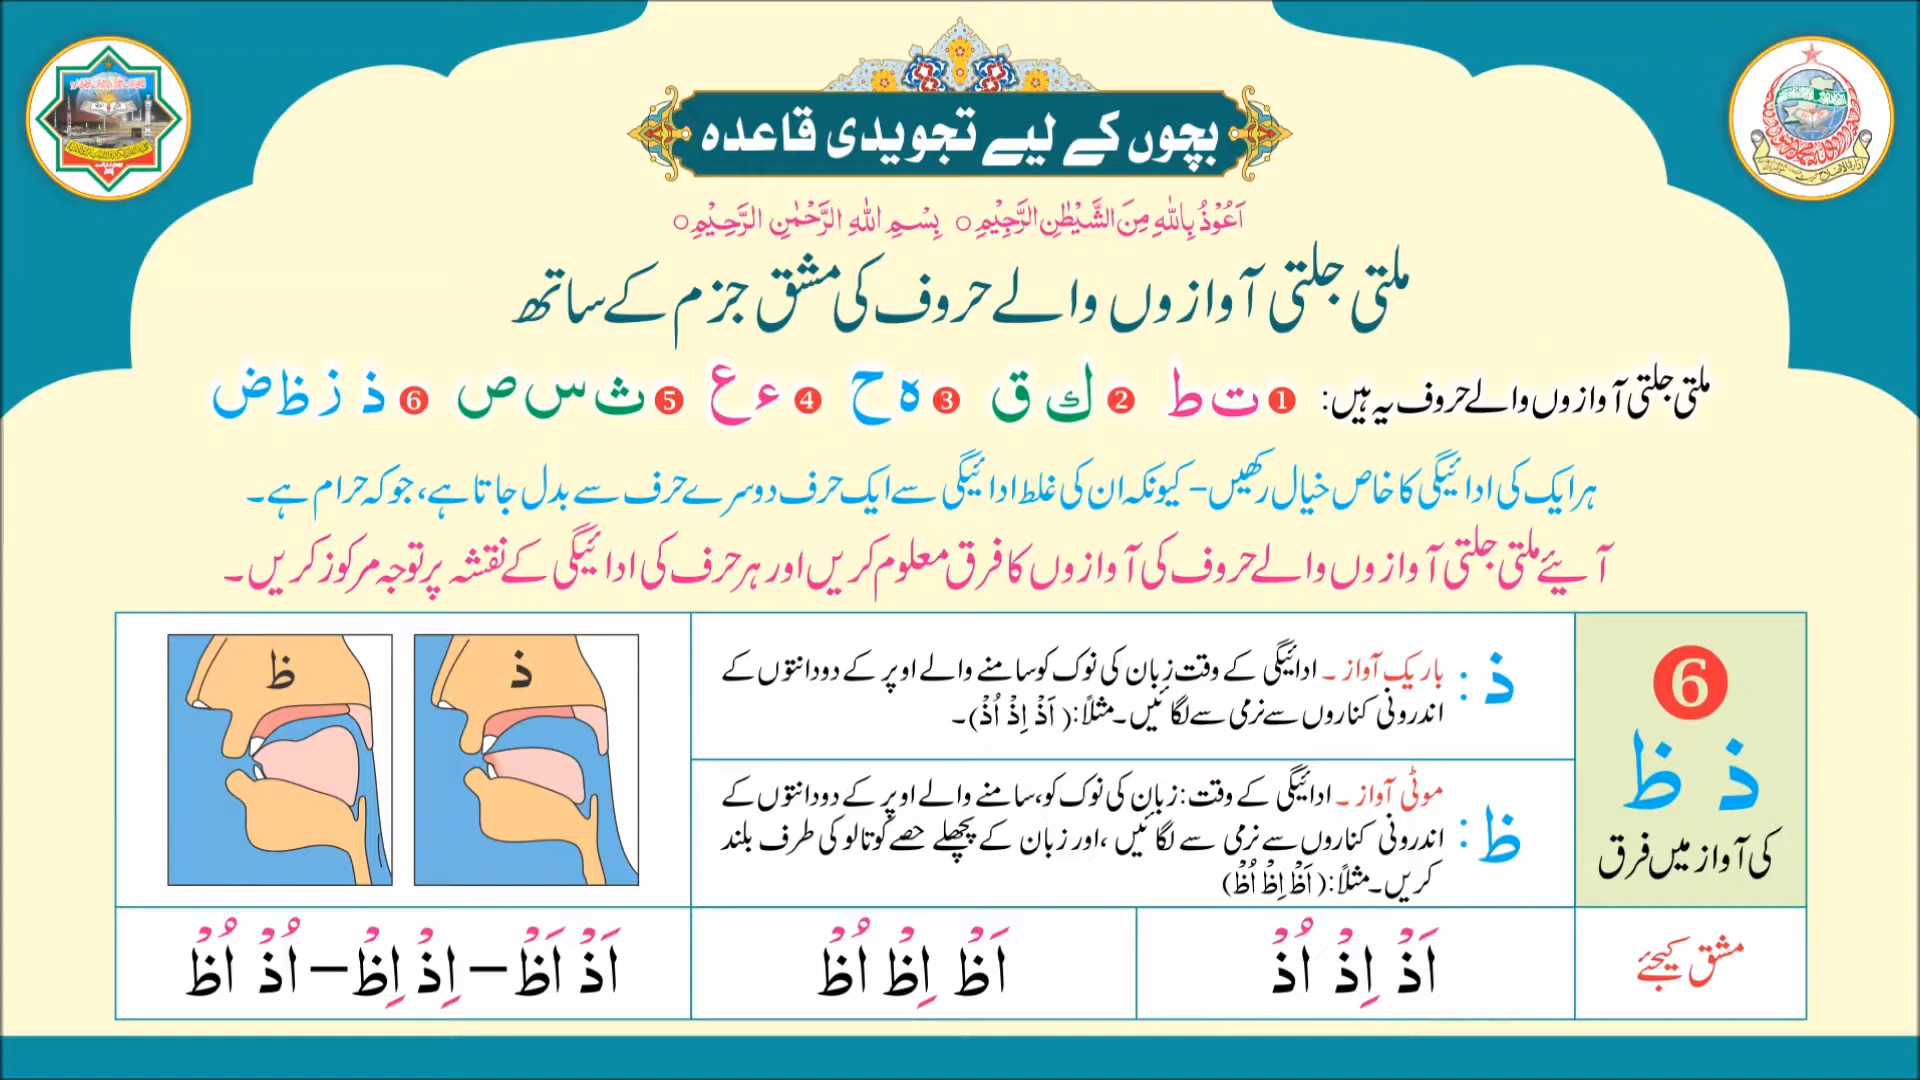 بچوں کے لیے تجویدی قاعدہ
اَعُوْذُ بِاللّٰهِ مِنَ الشَّيْطٰنِ الرَّجِيْمِ ○ بِسْمِ اللّٰهِ الرَّحْمٰنِ الرَّحِيْمِ ○
ملتی جلتی آوازوں والے حروف کی مشق جزم کے ساتھ
ملتی جلتی آوازوں والے حروف یہ ہیں: 1 ت ط 2 ك ق 3 ہ ح 4 ء ع 5 ث س ص 6 ذ ز ظ ض
ہر ایک کی ادائیگی کا خاص خیال رکھیں- کیونکہ ان کی غلط ادائیگی سے ایک حرف دوسرے حرف سے بدل جاتا ہے، جو کہ حرام ہے۔
آیئے ملتی جلتی آوازوں والے حروف کی آوازوں کا فرق معلوم کریں اور ہر حرف کی ادائیگی کے نقشہ پر توجہ مرکوز کریں۔
6
ذ ظ
کی آواز میں فرق
ذ : باریک آواز ۔ ادائیگی کے وقت زبان کی نوک کو سامنے والے اوپر کے دو دانتوں کے
اندرونی کناروں سے نرمی سے لگائیں۔ مثلاً: ( اَذْ اِذْ اُذْ)۔
ظ : موٹی آواز ۔ ادائیگی کے وقت: زبان کی نوک کو، سامنے والے اوپر کے دو دانتوں کے
اندرونی کناروں سے نرمی سے لگائیں ، اور زبان کے پچھلے حصے کو تالو کی طرف بلند
کریں۔ مثلاً: ( اَظْ اِظْ اُظْ)
ذ
ظ
مشق کیجئے
اَذْ اِذْ اُذْ
اَظْ اِظْ اُظْ
اَذْ اَظْ – اِذْ اِظْ – اُذْ اُظْ